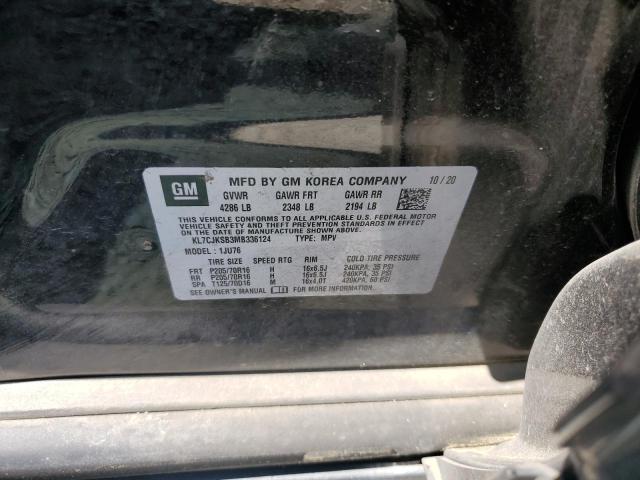 GM MFD BY GM KOREA COMPANY 10/20
GVWR GAWR FRT GAWR RR
4286 LB 2348 LB 2194 LB
THIS VEHICLE CONFORMS TO ALL APPLICABLE U.S. FEDERAL MOTOR
VEHICLE SAFETY, BUMPER, AND THEFT PREVENTION STANDARDS IN
EFFECT ON THE DATE OF MANUFACTURE SHOWN ABOVE.
KL7CJKSB3MB336124 TYPE: MPV
MODEL: 1JU76
TIRE SIZE SPEED RTG RIM COLD TIRE PRESSURE
FRT P205/70R16 H 16x6.5J 240KPA, 35 PSI
RR P205/70R16 H 16x6.5J 240KPA, 35 PSI
SPA T125/70D16 M 16x4.0T 420KPA, 60 PSI
SEE OWNER'S MANUAL FOR MORE INFORMATION.